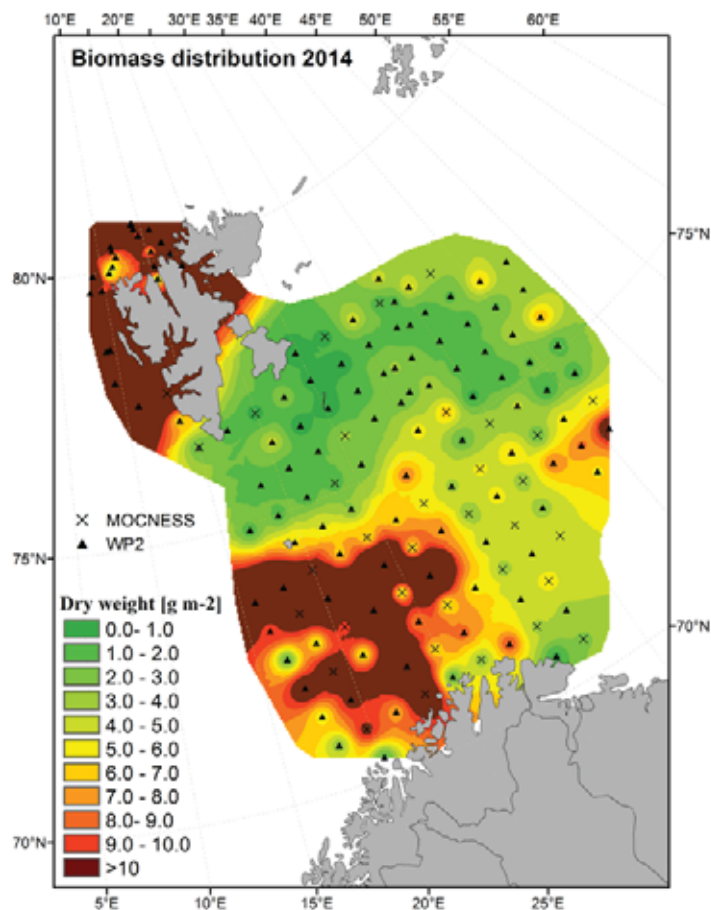 10°E 20°E 25°E 30°E 35°E 40°E 45°E 50°E 55°E 60°E
Biomass distribution 2014
75°N
80°N
MOCNESS
WP2
75°N
Dry weight [g m-2]
0.0- 1.0
1.0 - 2.0
2.0 - 3.0
3.0 - 4.0
4.0 - 5.0
5.0 - 6.0
6.0 - 7.0
7.0 - 8.0
8.0- 9.0
9.0 - 10.0
>10
70°N
70°N
5°E 10°E 15°E 20°E 25°E